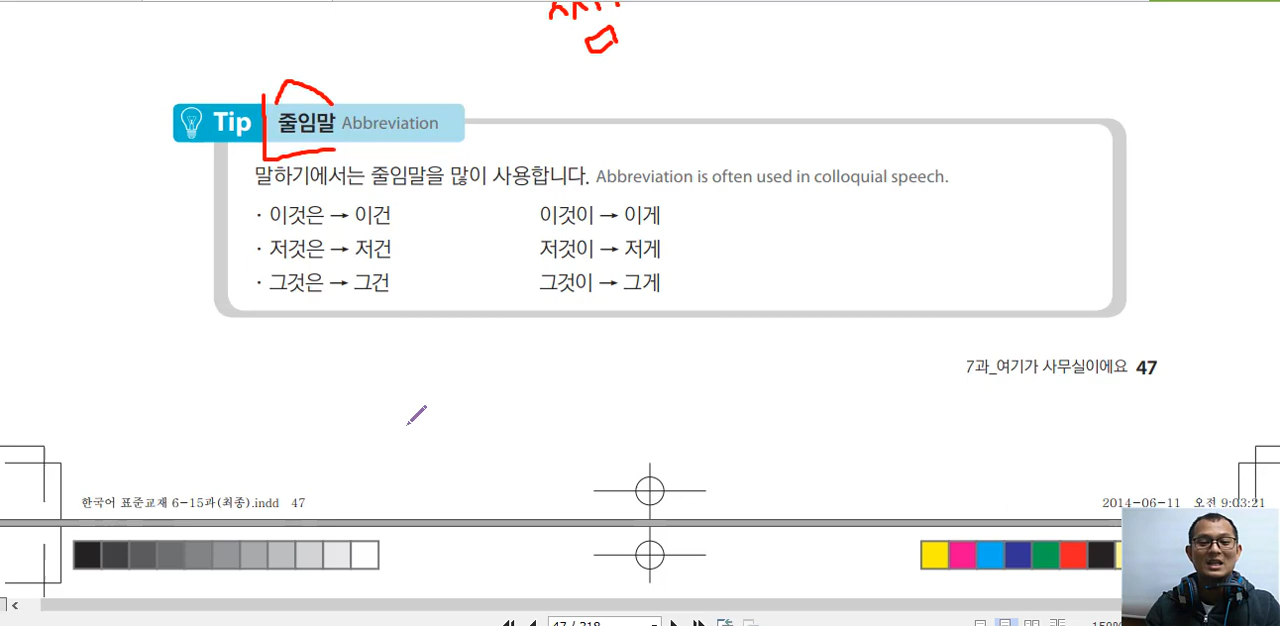 Tip 줄임말 Abbreviation
말하기에서는 줄임말을 많이 사용합니다. Abbreviation is often used in colloquial speech.
· 이것은 → 이건 이것이 → 이게
· 저것은 → 저건 저것이 → 저게
· 그것은 → 그건 그것이 → 그게
7과_여기가 사무실이에요 47
한국어 표준교재 6-15과(최종).indd 47 2014-06-11 오전 9:03:21
47 / 318